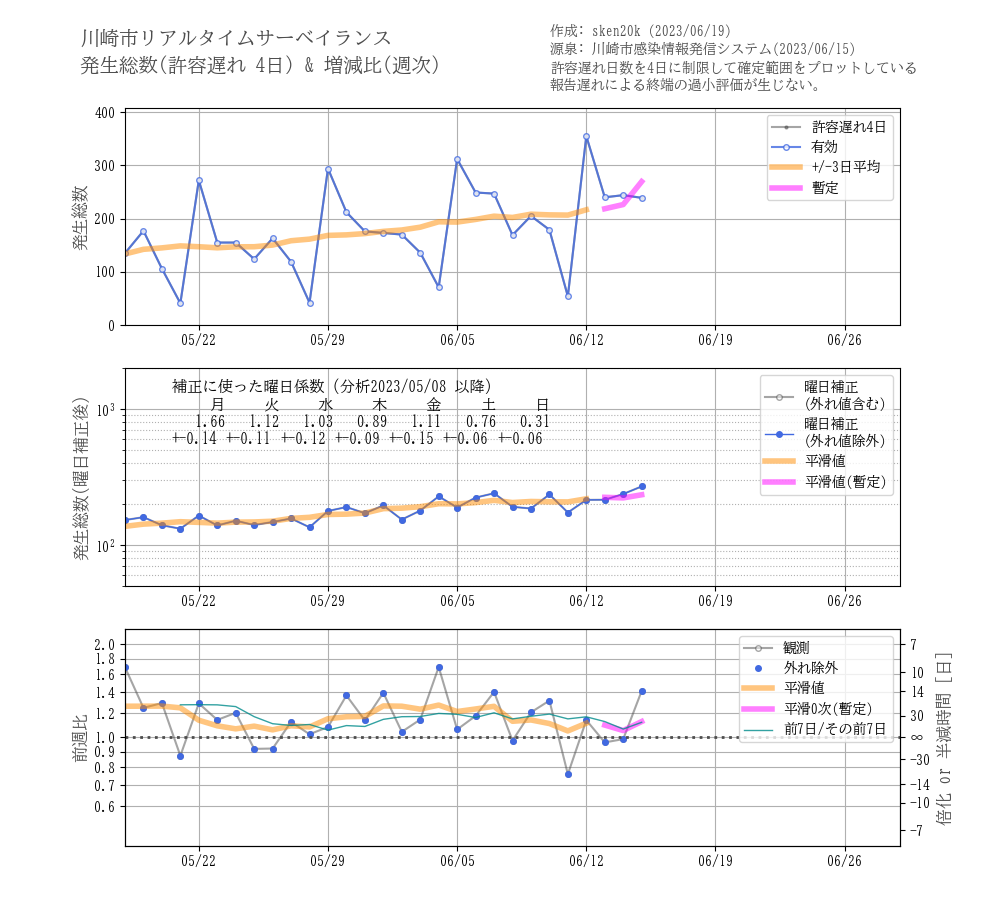 川崎市リアルタイムサーベイランス
発生総数(許容遅れ 4日) & 増減比(週次)
作成: sken20k (2023/06/19)
源泉: 川崎市感染情報発信システム(2023/06/15)
許容遅れ日数を4日に制限して確定範囲をプロットしている
報告遅れによる終端の過小評価が生じない。
発生総数
400
300
200
100
0
許容遅れ4日
有効
+/-3日平均
暫定
05/22 05/29 06/05 06/12 06/19 06/26
発生総数(曜日補正後)
10³
10²
補正に使った曜日係数 (分析2023/05/08 以降)
月 火 水 木 金 土 日
1.66 1.12 1.03 0.89 1.11 0.76 0.31
+-0.14 +-0.11 +-0.12 +-0.09 +-0.15 +-0.06 +-0.06
曜日補正
(外れ値含む)
曜日補正
(外れ値除外)
平滑値
平滑値(暫定)
05/22 05/29 06/05 06/12 06/19 06/26
前週比
2.0
1.8
1.6
1.4
1.2
1.0
0.9
0.8
0.7
0.6
観測
外れ除外
平滑値
平滑0次(暫定)
前7日/その前7日
7
10
14
30
∞
-30
-14
-10
-7
倍化 or 半減時間 [日]
05/22 05/29 06/05 06/12 06/19 06/26